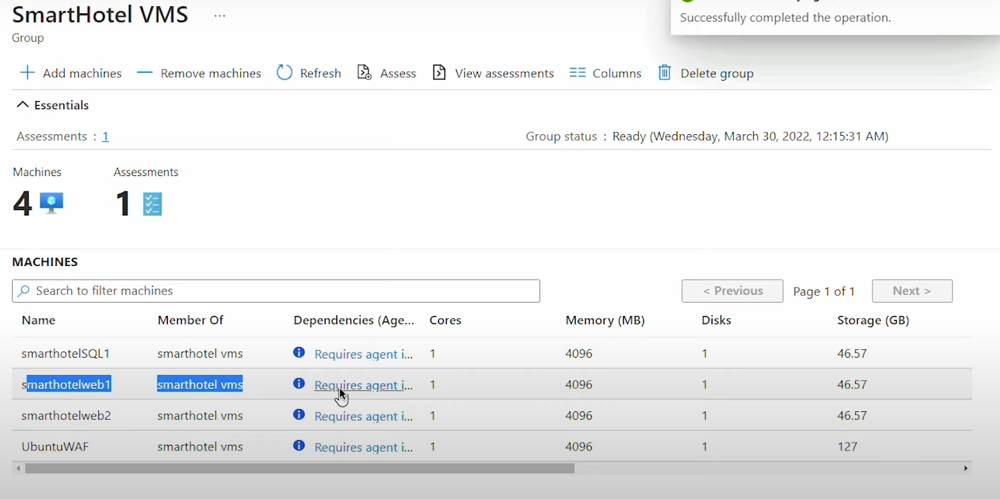 SmartHotel VMS ...
Group
Successfully completed the operation.
Add machines Remove machines Refresh Assess View assessments Columns Delete group
Essentials
Assessments : 1
Group status : Ready (Wednesday, March 30, 2022, 12:15:31 AM)
Machines Assessments
4 1
MACHINES
Search to filter machines
< Previous Page 1 of 1 Next >
Name Member Of Dependencies (Age... Cores Memory (MB) Disks Storage (GB)
smarthotelSQL1 smarthotel vms Requires agent i... 1 4096 1 46.57
smarthotelweb1 smarthotel vms Requires agent i... 1 4096 1 46.57
smarthotelweb2 smarthotel vms Requires agent i... 1 4096 1 46.57
UbuntuWAF smarthotel vms Requires agent i... 1 4096 1 127